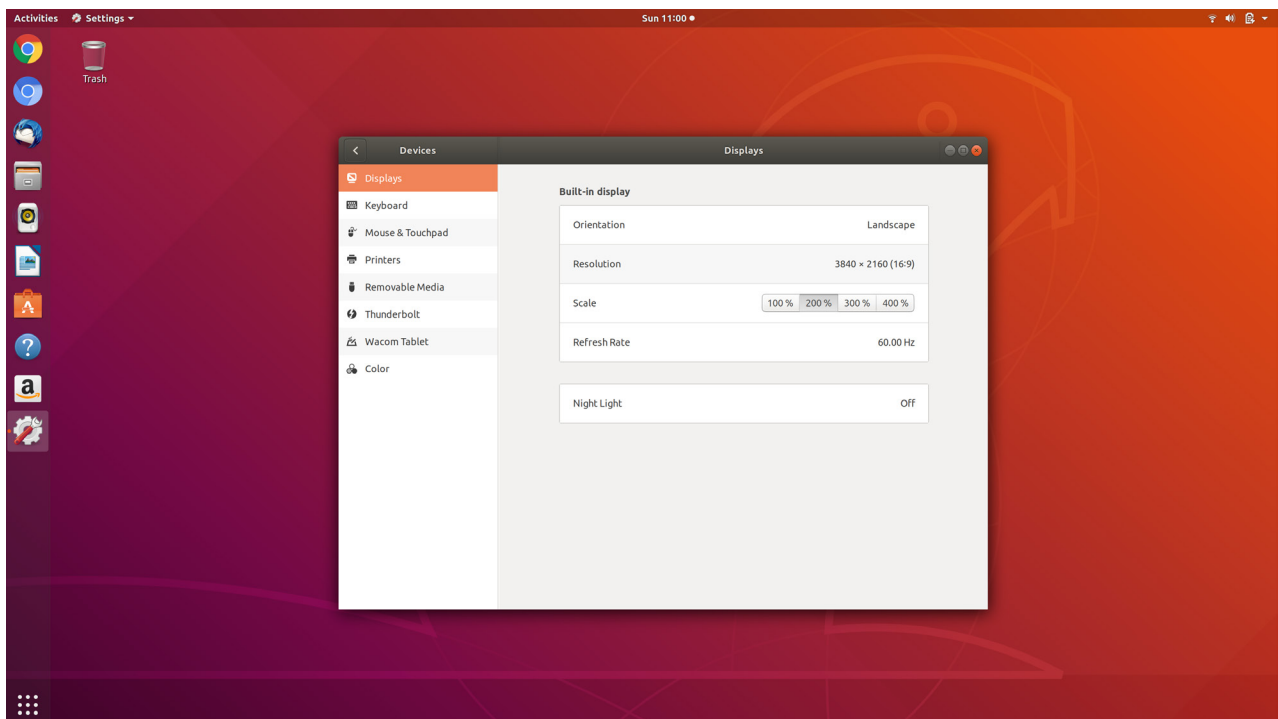 Activities Settings Sun 11:00
Trash
Devices Displays
Displays
Keyboard
Mouse & Touchpad
Printers
Removable Media
Thunderbolt
Wacom Tablet
Color
Built-in display
Orientation Landscape
Resolution 3840 × 2160 (16:9)
Scale 100 % 200 % 300 % 400 %
Refresh Rate 60.00 Hz
Night Light Off
?
a